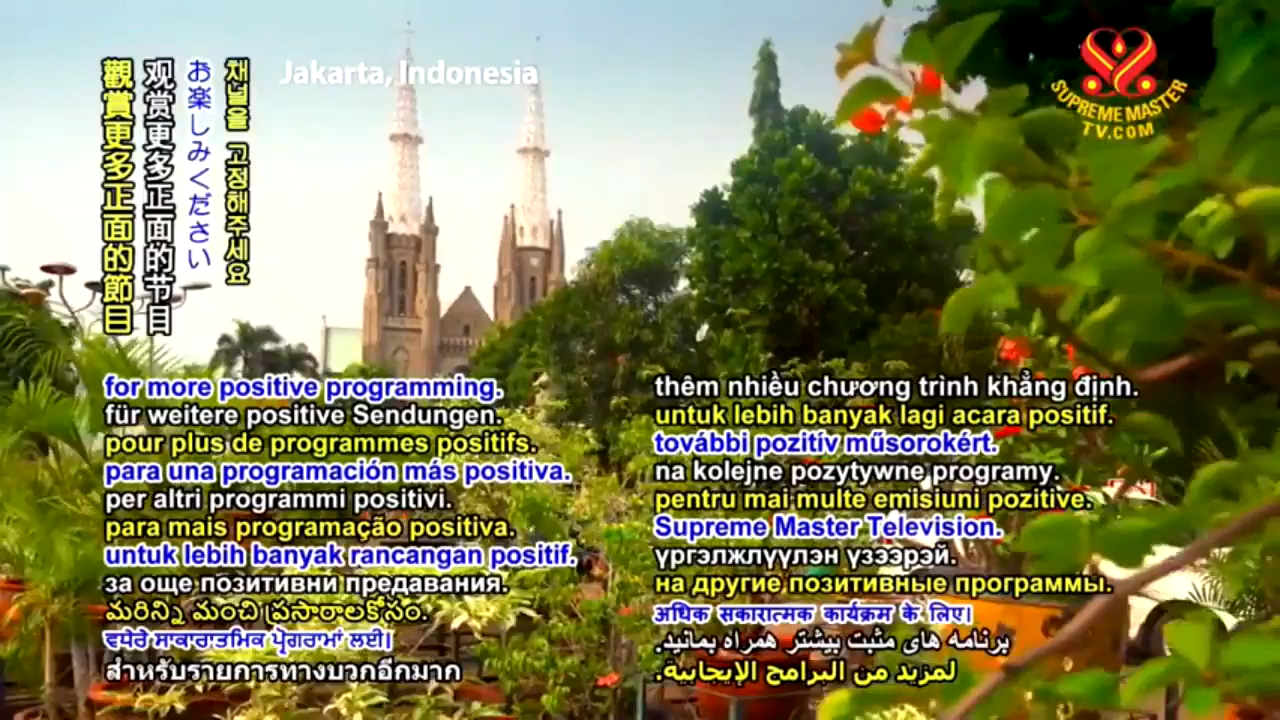 Jakarta, Indonesia
SUPREME MASTER
TV.COM
觀賞更多正面的節目
观赏更多正面的节目
お楽しみください
채널을 고정해주세요
for more positive programming.
für weitere positive Sendungen.
pour plus de programmes positifs.
para una programación más positiva.
per altri programmi positivi.
para mais programação positiva.
untuk lebih banyak rancangan positif.
за още позитивни предавания.
మరిన్ని మంచి ప్రసారాలకోసం.
ਵਧੇਰੇ ਸਾਕਾਰਾਤਮਿਕ ਪ੍ਰੋਗਰਾਮਾਂ ਲਈ।
สำหรับรายการทางบวกอีกมาก
thêm nhiều chương trình khẳng định.
untuk lebih banyak lagi acara positif.
további pozitív műsorokért.
na kolejne pozytywne programy.
pentru mai multe emisiuni pozitive.
Supreme Master Television.
үргэлжлүүлэн үзээрэй.
на другие позитивные программы.
अधिक सकारात्मक कार्यक्रम के लिए।
برنامه های مثبت بیشتر همراه بمانید.
لمزيد من البرامج الإيجابية.